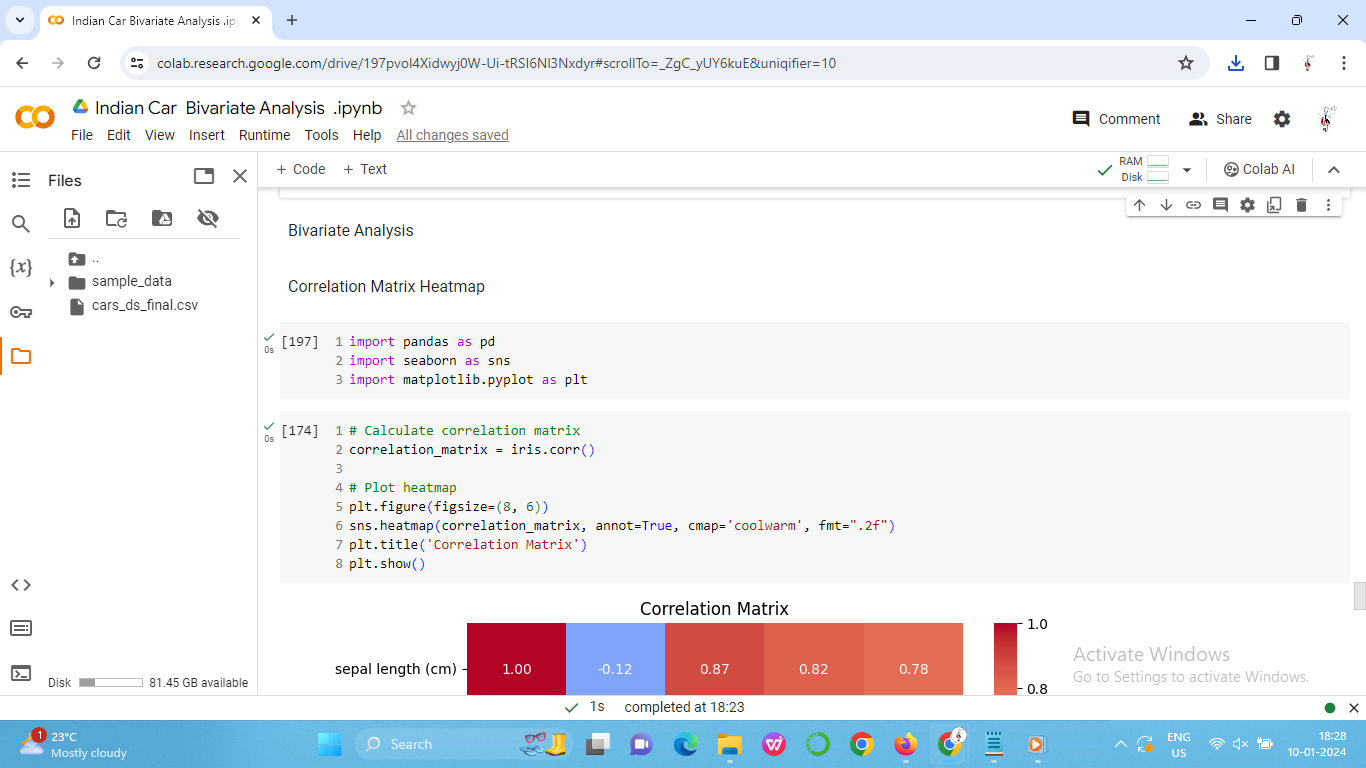 Indian Car Bivariate Analysis .ip
colab.research.google.com/drive/197pvol4Xidwyj0W-Ui-tRSI6NI3Nxdyr#scrollTo=_ZgC_yUY6kuE&uniqifier=10
Indian Car  Bivariate Analysis  .ipynb
Comment
Share
File Edit View Insert Runtime Tools Help All changes saved
Files
+ Code + Text
RAM
Disk
Colab AI
..
sample_data
cars_ds_final.csv
{x}
Bivariate Analysis
Correlation Matrix Heatmap
0s
[197]
1 import pandas as pd
2 import seaborn as sns
3 import matplotlib.pyplot as plt
0s
[174]
1 # Calculate correlation matrix
2 correlation_matrix = iris.corr()
3
4 # Plot heatmap
5 plt.figure(figsize=(8, 6))
6 sns.heatmap(correlation_matrix, annot=True, cmap='coolwarm', fmt=".2f")
7 plt.title('Correlation Matrix')
8 plt.show()
Correlation Matrix
sepal length (cm)
1.00 -0.12 0.87 0.82 0.78
1.0
0.8
Activate Windows
Go to Settings to activate Windows.
Disk 81.45 GB available
1s completed at 18:23
1
23°C
Mostly cloudy
Search
ENG
US
18:28
10-01-2024